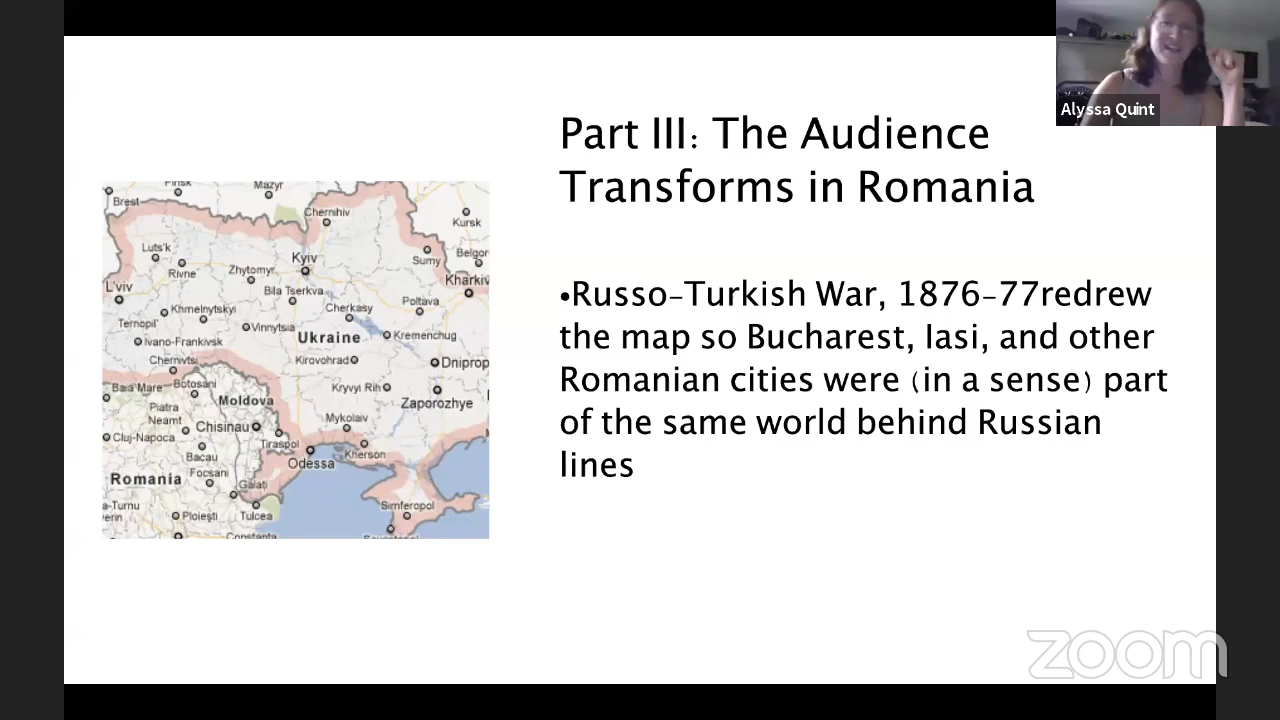 Alyssa Quint
Part III: The Audience
Transforms in Romania
•Russo-Turkish War, 1876-77redrew
the map so Bucharest, Iasi, and other
Romanian cities were (in a sense) part
of the same world behind Russian
lines
Pinsk
Mazyr
Brest
Chernihiv
Kursk
Luts'k
Rivne
Kyiv
Sumy
Belgor
Zhytomyr
L'viv
Bila Tserkva
Kharkiv
Khmelnytskyi
Cherkasy
Poltava
Ternopil'
Vinnytsia
Ivano-Frankivsk
Ukraine
Kremenchug
Chernivtsi
Kirovohrad
Dniprop
Baia Mare
Botosani
Kryvyi Rih
Moldova
Zaporozhye
Piatra
Neamt
Chisinau
Mykolaiv
Cluj-Napoca
Tiraspol
Bacau
Odessa
Kherson
Romania
Focsani
Galati
a-Turnu
verin
Ploiesti
Tulcea
Simferopol
Constanta
zoom